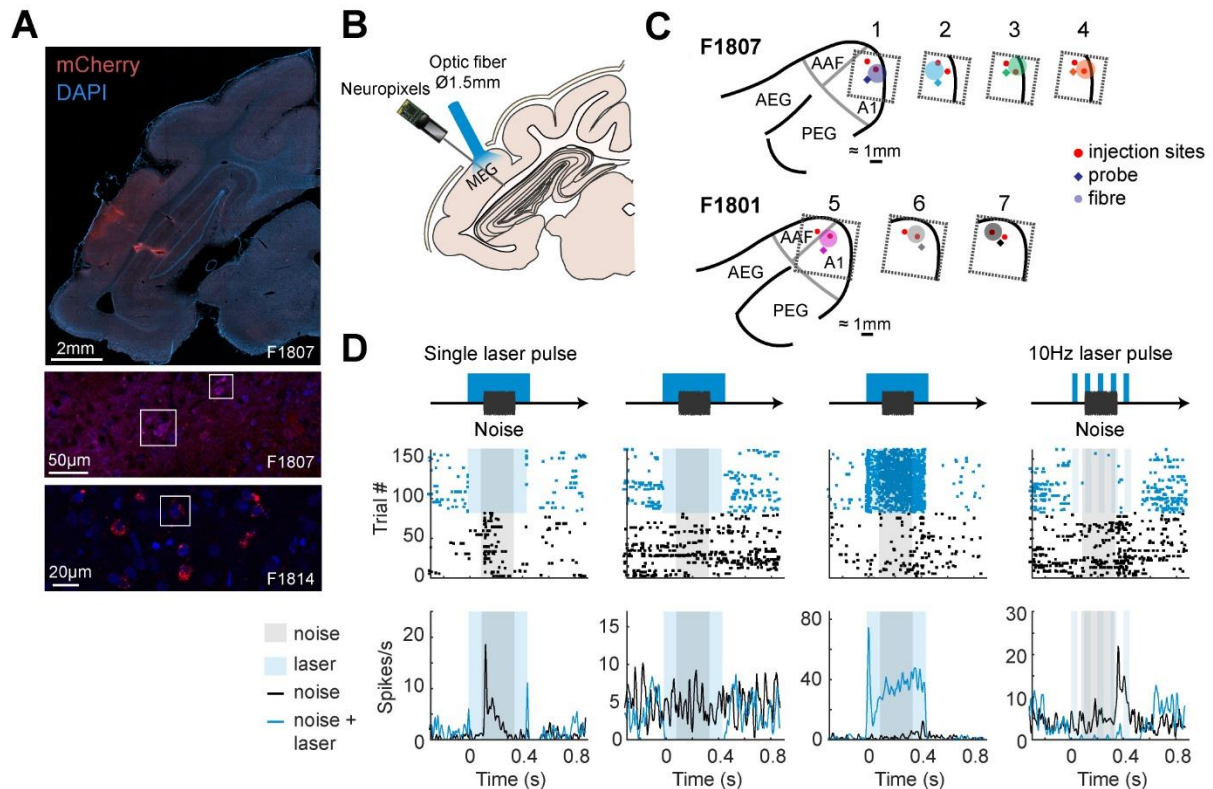 A
mCherry
DAPI
2mm
F1807
50µm
F1807
20µm
F1814
B
Optic fiber
Ø1.5mm
Neuropixels
MEG
C
F1807
1
2
3
4
AAF
A1
AEG
PEG
≈ 1mm
injection sites
probe
fibre
F1801
5
6
7
AAF
A1
AEG
PEG
≈ 1mm
D
Single laser pulse
10Hz laser pulse
Noise
Noise
Trial #
150
100
50
0
noise
laser
noise
noise +
laser
Spikes/s
20
10
0
15
10
5
0
80
40
0
30
20
10
0
0 0.4 0.8
0 0.4 0.8
0 0.4 0.8
0 0.4 0.8
Time (s)
Time (s)
Time (s)
Time (s)